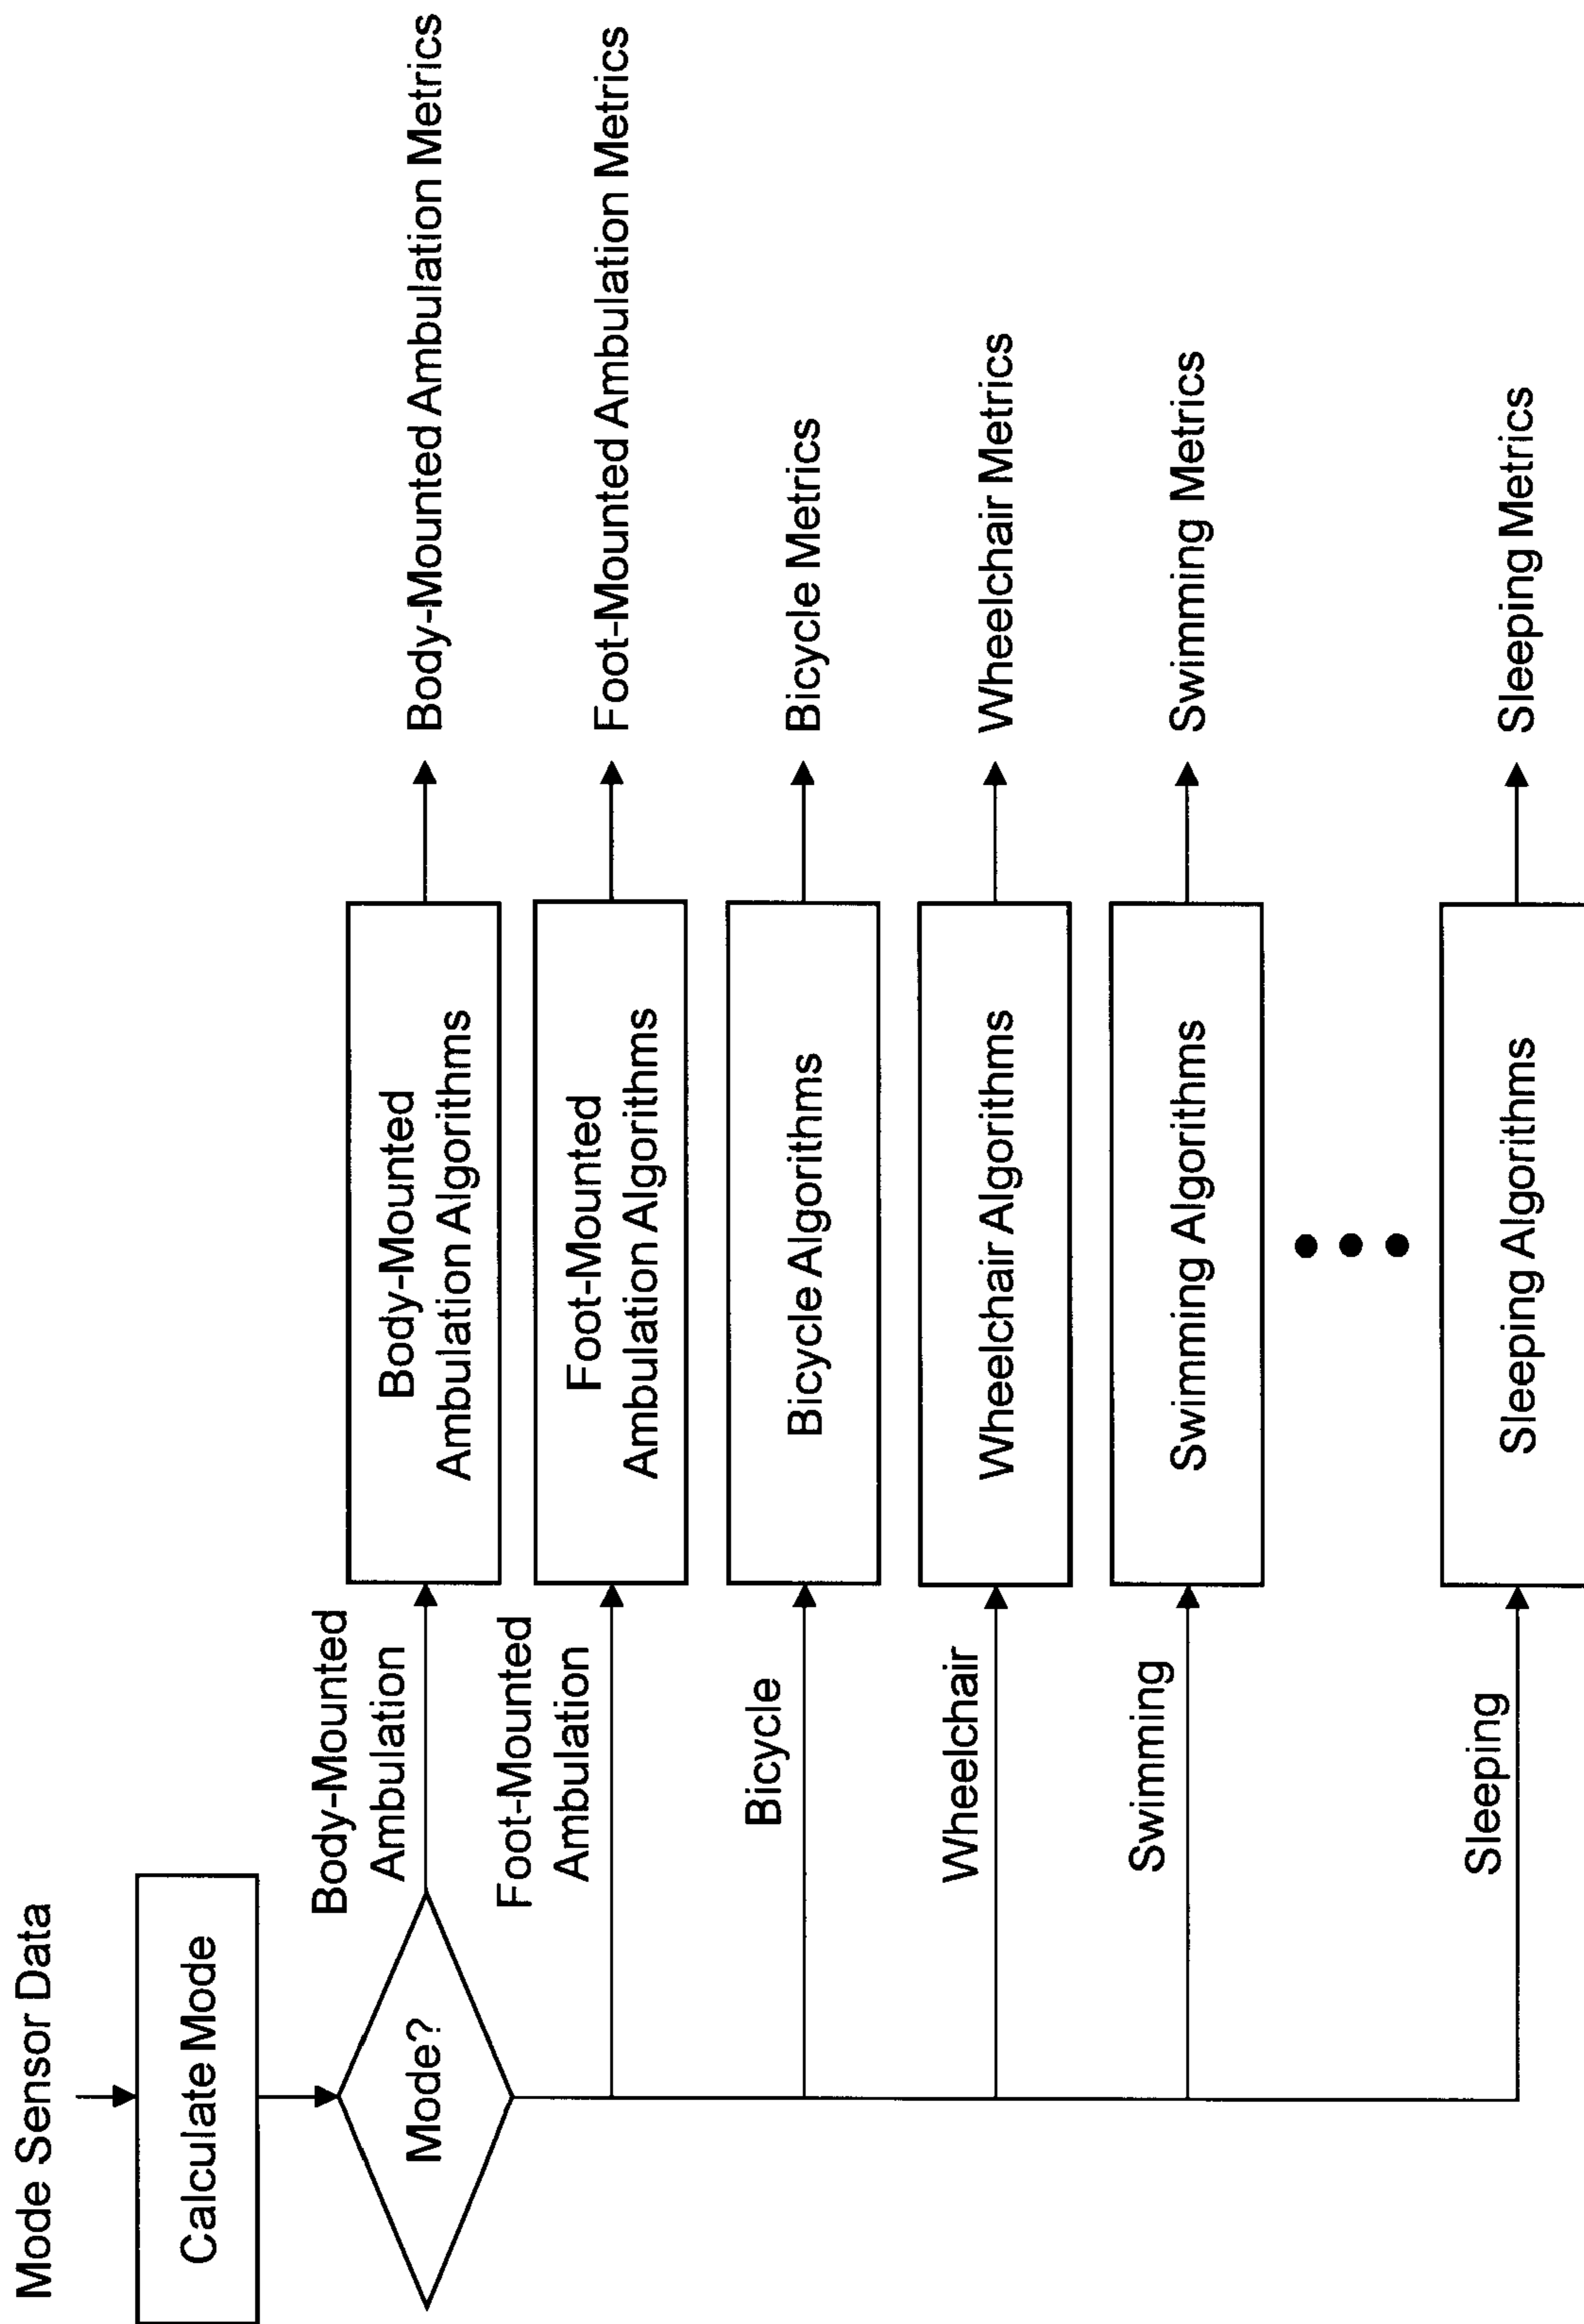 Mode Sensor Data
Calculate Mode
Mode?
Body-Mounted
Ambulation
Body-Mounted
Ambulation Algorithms
Body-Mounted Ambulation Metrics
Foot-Mounted
Ambulation
Foot-Mounted
Ambulation Algorithms
Foot-Mounted Ambulation Metrics
Bicycle
Bicycle Algorithms
Bicycle Metrics
Wheelchair
Wheelchair Algorithms
Wheelchair Metrics
Swimming
Swimming Algorithms
Swimming Metrics
Sleeping
Sleeping Algorithms
Sleeping Metrics